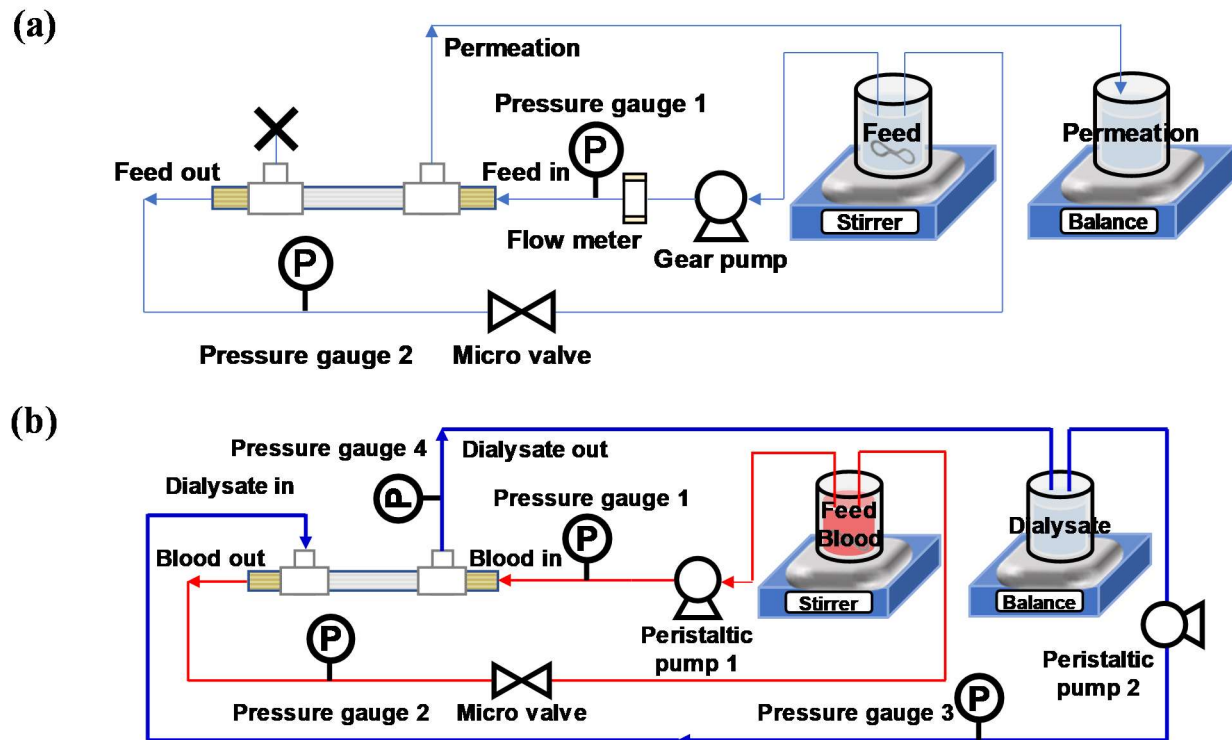 (a)
Permeation
Pressure gauge 1
P
Feed
Permeation
Feed out
Feed in
Stirrer
Balance
Flow meter
Gear pump
P
Pressure gauge 2
Micro valve
(b)
Pressure gauge 4
Dialysate out
Dialysate in
P
Pressure gauge 1
P
Feed
Blood
Dialysate
Blood out
Blood in
Stirrer
Balance
P
Peristaltic
pump 1
Peristaltic
pump 2
Pressure gauge 2
Micro valve
Pressure gauge 3
P